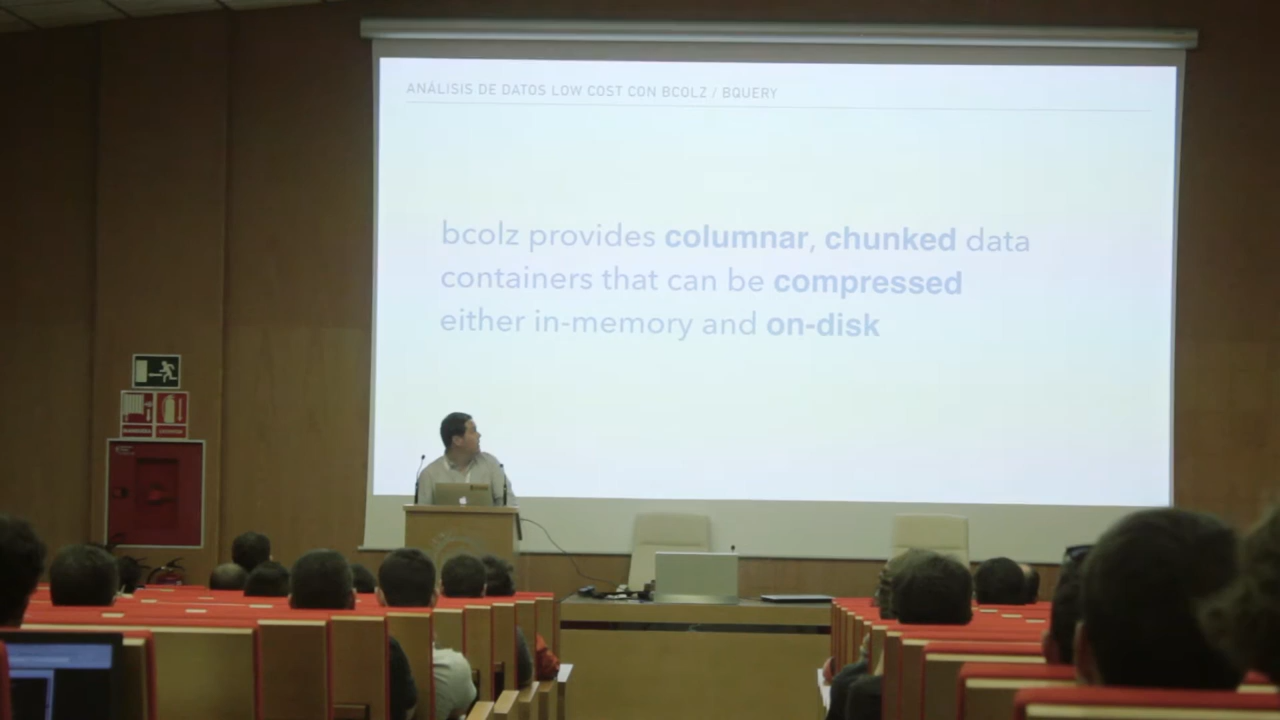 ANÁLISIS DE DATOS LOW COST CON BCOLZ / BQUERY
bcolz provides columnar, chunked data
containers that can be compressed
either in-memory and on-disk